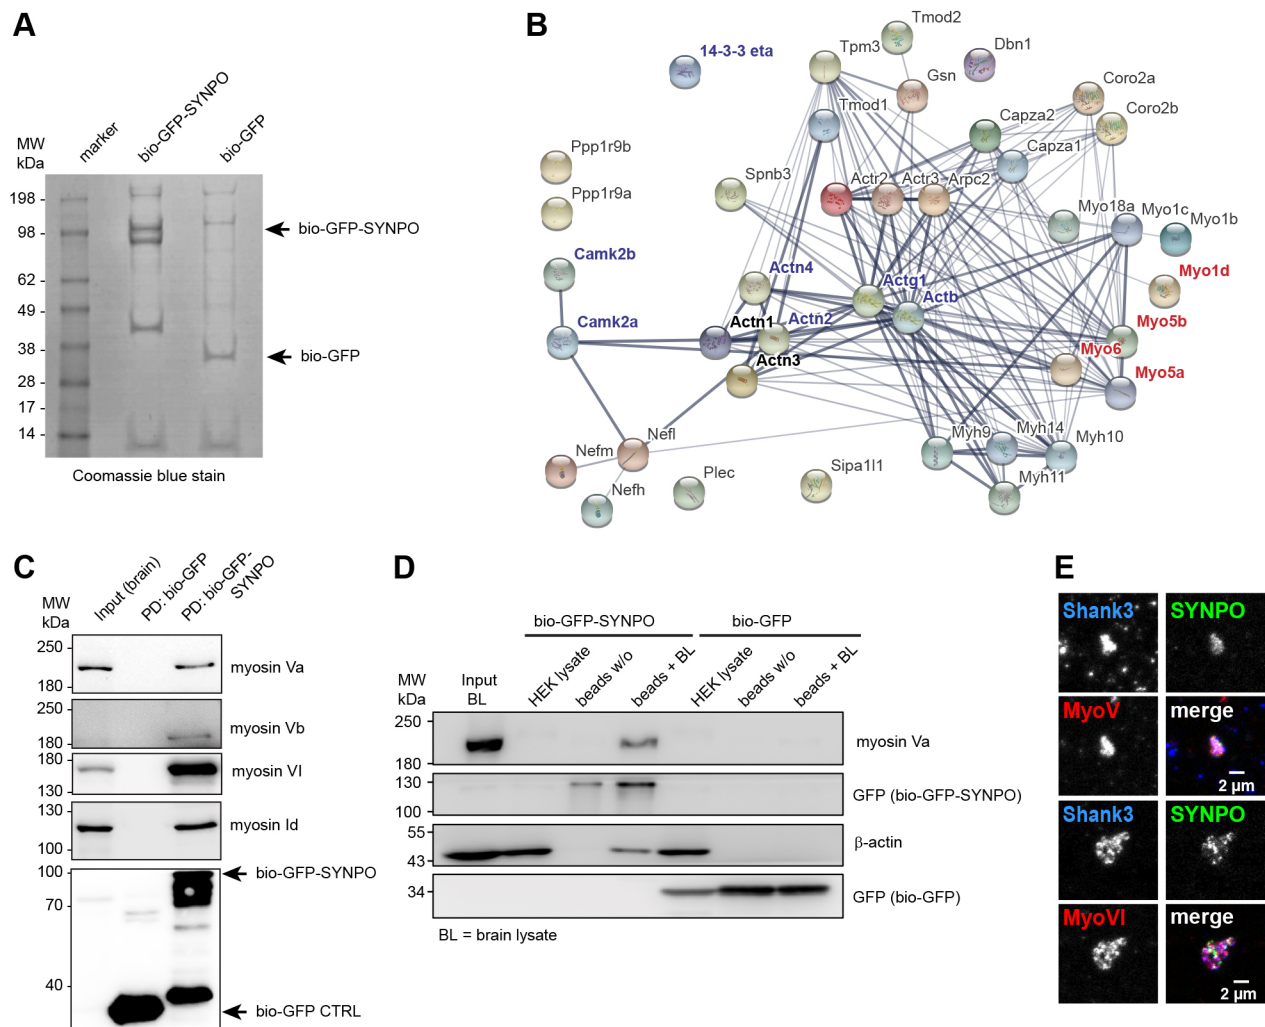 A
MW
kDa
marker
bio-GFP-SYNPO
bio-GFP
198
98
62
49
38
28
17
14
bio-GFP-SYNPO
bio-GFP
Coomassie blue stain
B
14-3-3 eta
Tmod2
Tpm3
Dbn1
Gsn
Coro2a
Tmod1
Capza2
Coro2b
Capza1
Ppp1r9b
Ppp1r9a
Spnb3
Actr2
Actr3
Arpc2
Myo18a
Myo1c
Myo1b
Camk2b
Actn4
Actg1
Actb
Myo1d
Camk2a
Actn1
Actn2
Myo5b
Actn3
Myo6
Myo5a
Nefl
Nefm
Nefh
Plec
Sipa1l1
Myh9
Myh14
Myh10
Myh11
C
MW
kDa
Input (brain)
PD: bio-GFP
PD: bio-GFP-
SYNPO
250
180
myosin Va
250
180
myosin Vb
180
130
myosin VI
130
100
myosin Id
100
70
40
bio-GFP-SYNPO
bio-GFP CTRL
D
bio-GFP-SYNPO
bio-GFP
MW
kDa
Input
BL
HEK lysate
beads w/o
beads + BL
HEK lysate
beads w/o
beads + BL
250
180
myosin Va
130
100
GFP (bio-GFP-SYNPO)
55
43
β-actin
34
GFP (bio-GFP)
BL = brain lysate
E
Shank3
SYNPO
MyoV
merge
2 µm
Shank3
SYNPO
MyoVI
merge
2 µm